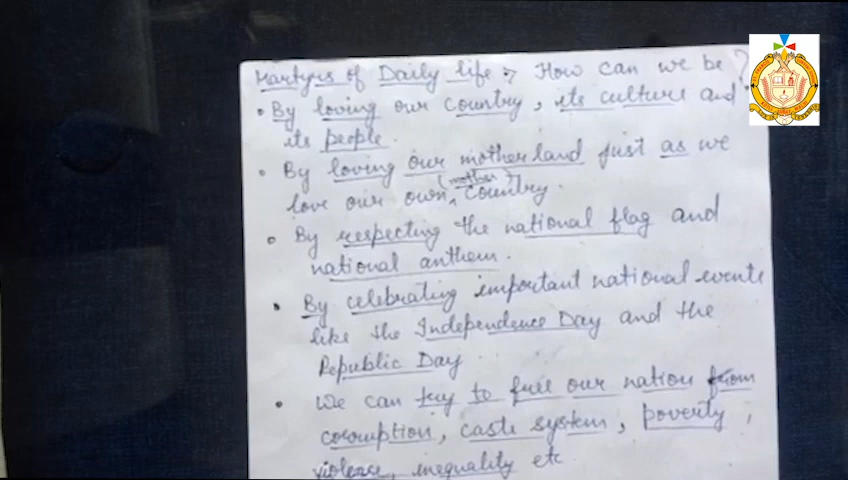 Martyrs of Daily life :→ How can we be ?
• By loving our country, its culture and
its people.
• By loving our motherland just as we
love our own (mother) Country.
• By respecting the national flag and
national anthem.
• By celebrating important national events
like the Independence Day and the
Republic Day
• We can try to free our nation from
corruption, caste system, poverty,
violence, inequality etc